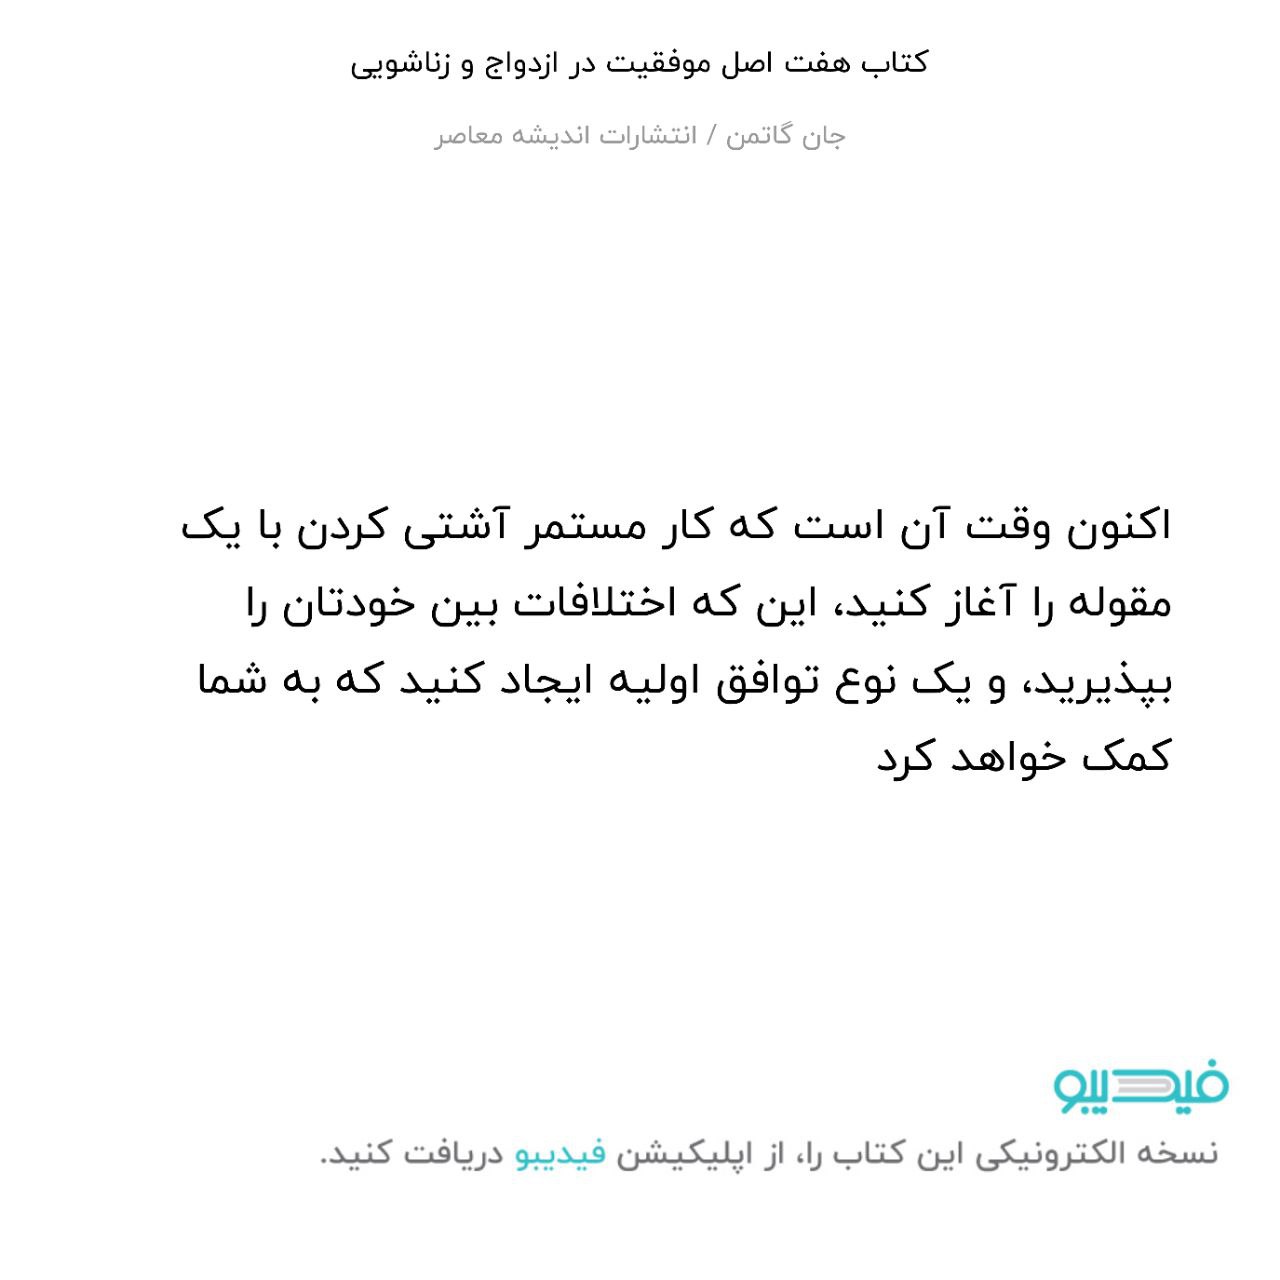 کتاب هفت اصل موفقیت در ازدواج و زناشویی
جان گاتمن / انتشارات اندیشه معاصر
اکنون وقت آن است که کار مستمر آشتی کردن با یک
مقوله را آغاز کنید، این که اختلافات بین خودتان را
بپذیرید، و یک نوع توافق اولیه ایجاد کنید که به شما
کمک خواهد کرد
فیدیبو
نسخه الکترونیکی این کتاب را، از اپلیکیشن فیدیبو دریافت کنید.